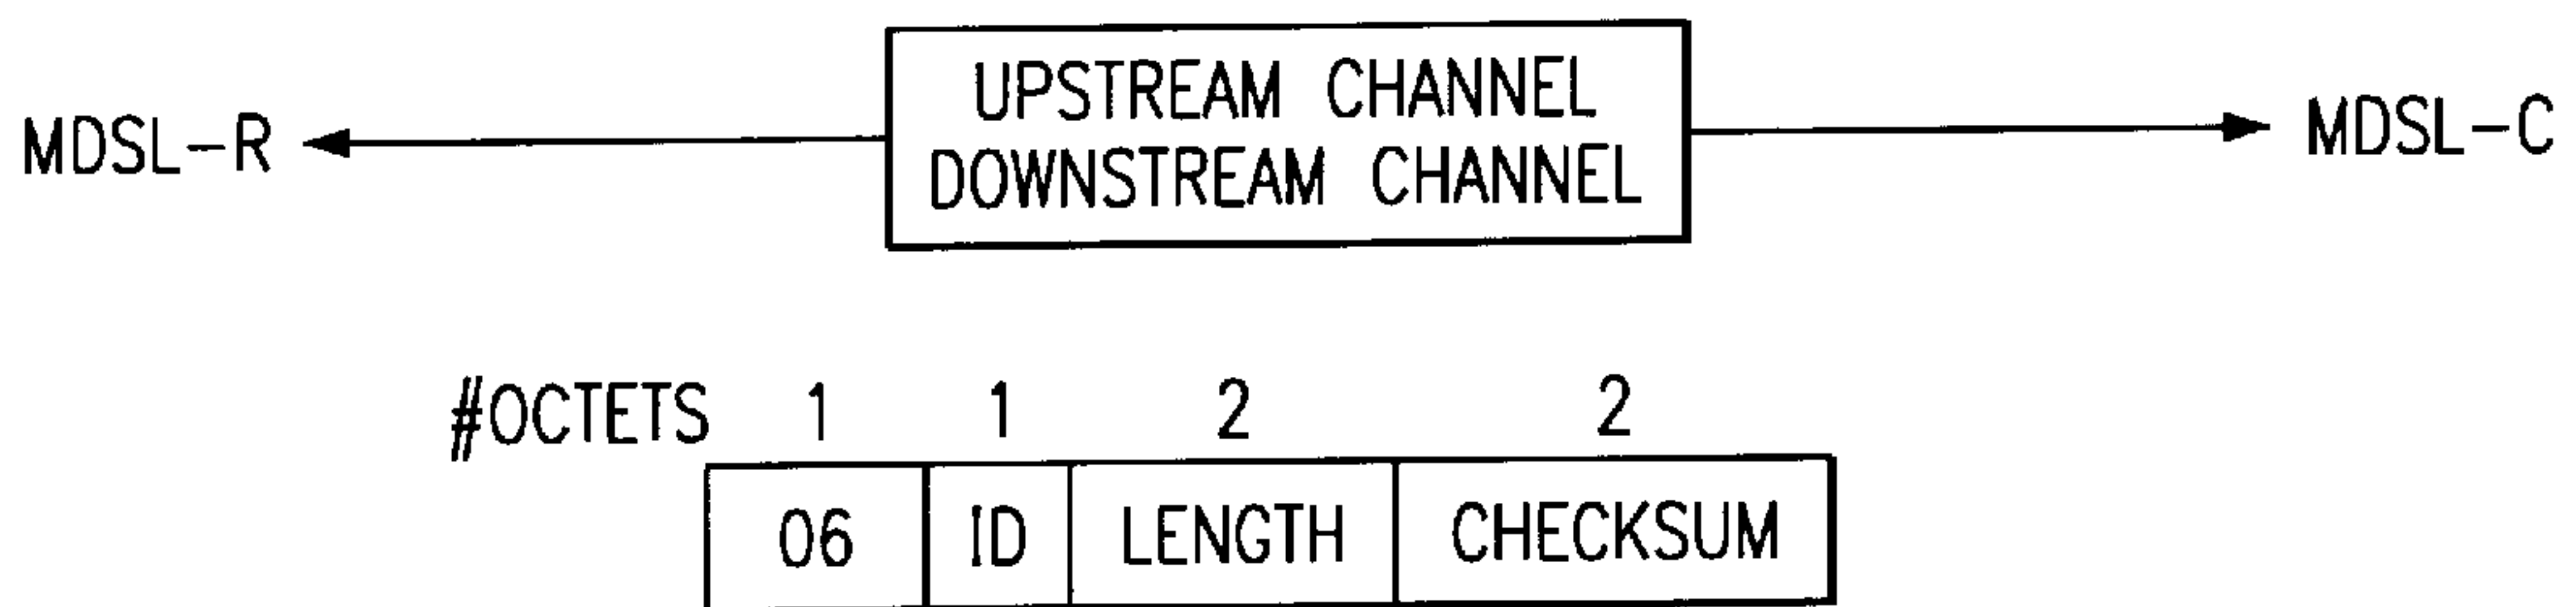 UPSTREAM CHANNEL
MDSL-R DOWNSTREAM CHANNEL MDSL-C
#OCTETS 1 1 2 2
06 ID LENGTH CHECKSUM